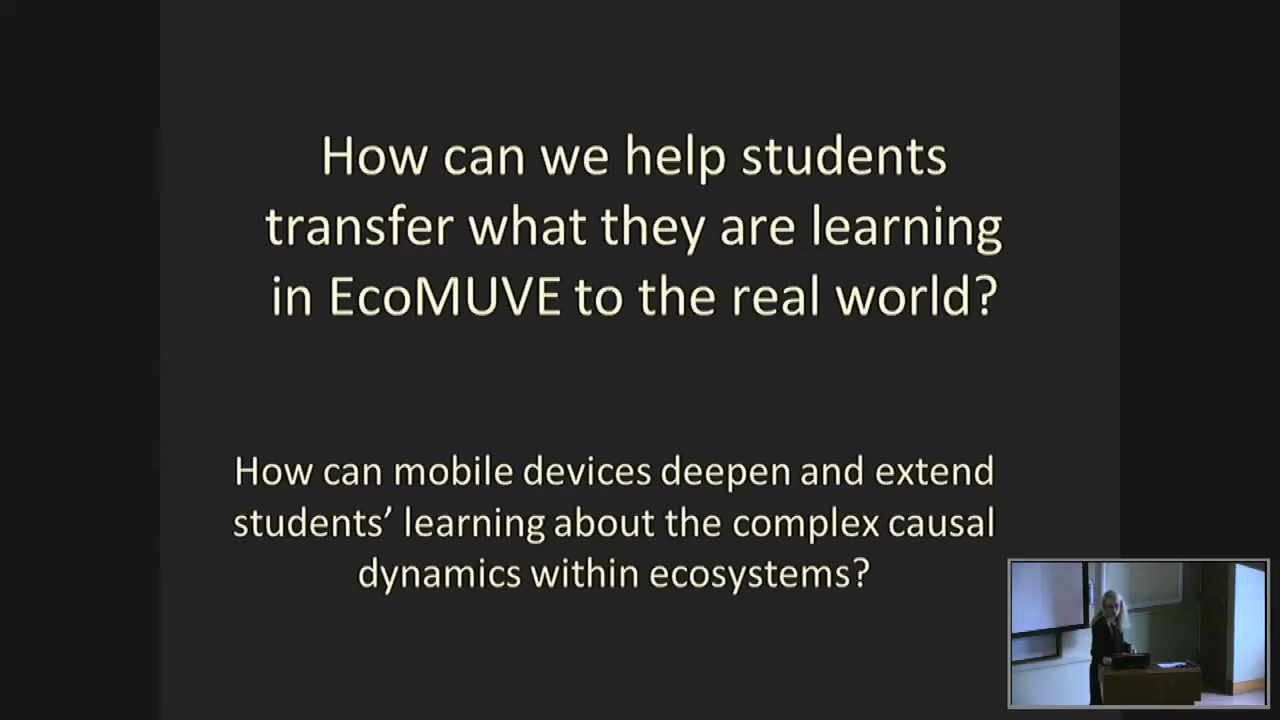 How can we help students
transfer what they are learning
in EcoMUVE to the real world?
How can mobile devices deepen and extend
students’ learning about the complex causal
dynamics within ecosystems?